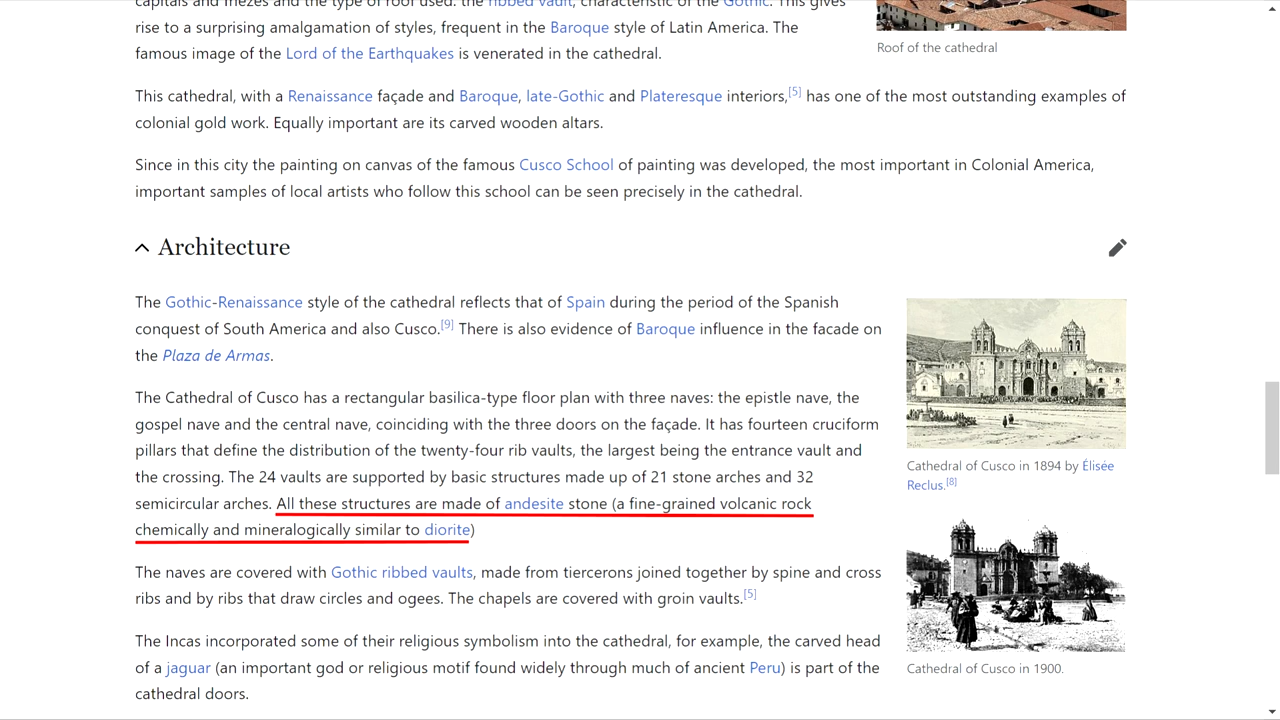 capitals and friezes and the type of roof used: the ribbed vault, characteristic of the Gothic. This gives
rise to a surprising amalgamation of styles, frequent in the Baroque style of Latin America. The
famous image of the Lord of the Earthquakes is venerated in the cathedral.
Roof of the cathedral
This cathedral, with a Renaissance façade and Baroque, late-Gothic and Plateresque interiors,[5] has one of the most outstanding examples of
colonial gold work. Equally important are its carved wooden altars.
Since in this city the painting on canvas of the famous Cusco School of painting was developed, the most important in Colonial America,
important samples of local artists who follow this school can be seen precisely in the cathedral.
Architecture
The Gothic-Renaissance style of the cathedral reflects that of Spain during the period of the Spanish
conquest of South America and also Cusco.[9] There is also evidence of Baroque influence in the facade on
the Plaza de Armas.
The Cathedral of Cusco has a rectangular basilica-type floor plan with three naves: the epistle nave, the
gospel nave and the central nave, coinciding with the three doors on the façade. It has fourteen cruciform
pillars that define the distribution of the twenty-four rib vaults, the largest being the entrance vault and
the crossing. The 24 vaults are supported by basic structures made up of 21 stone arches and 32
semicircular arches. All these structures are made of andesite stone (a fine-grained volcanic rock
chemically and mineralogically similar to diorite)
Cathedral of Cusco in 1894 by Élisée
Reclus.[8]
The naves are covered with Gothic ribbed vaults, made from tiercerons joined together by spine and cross
ribs and by ribs that draw circles and ogees. The chapels are covered with groin vaults.[5]
The Incas incorporated some of their religious symbolism into the cathedral, for example, the carved head
of a jaguar (an important god or religious motif found widely through much of ancient Peru) is part of the
cathedral doors.
Cathedral of Cusco in 1900.